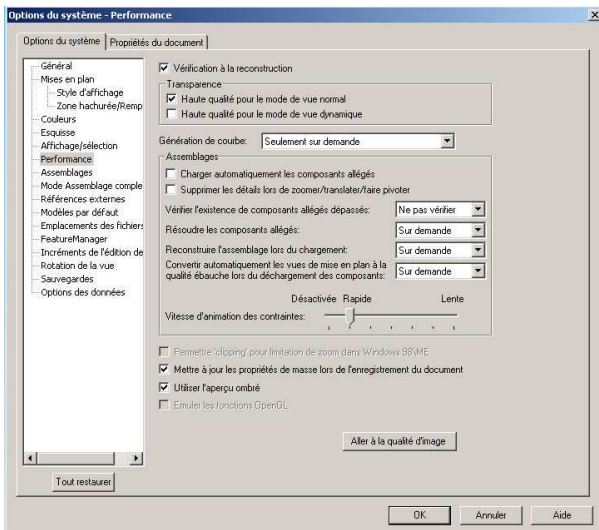 Options du système - Performance
Options du système
Propriétés du document
Général
Mises en plan
Style d'affichage
Zone hachurée/Remp
Couleurs
Esquisse
Affichage/sélection
Performance
Assemblages
Mode Assemblage comple
Références externes
Modèles par défaut
Emplacements des fichiers
FeatureManager
Incréments de l'édition de
Rotation de la vue
Sauvegardes
Options des données
Tout restaurer
Vérification à la reconstruction
Transparence
Haute qualité pour le mode de vue normal
Haute qualité pour le mode de vue dynamique
Génération de courbe: Seulement sur demande
Assemblages
Charger automatiquement les composants allégés
Supprimer les détails lors de zoomer/translater/faire pivoter
Vérifier l'existence de composants allégés dépassés: Ne pas vérifier
Résoudre les composants allégés: Sur demande
Reconstruire l'assemblage lors du chargement: Sur demande
Convertir automatiquement les vues de mise en plan à la
qualité ébauche lors du déchargement des composants: Sur demande
Désactivée Rapide Lente
Vitesse d'animation des contraintes:
Permettre 'clipping' pour limitation de zoom dans Windows 98\ME
Mettre à jour les propriétés de masse lors de l'enregistrement du document
Utiliser l'aperçu ombré
Emuler les fonctions OpenGL
Aller à la qualité d'image
OK
Annuler
Aide